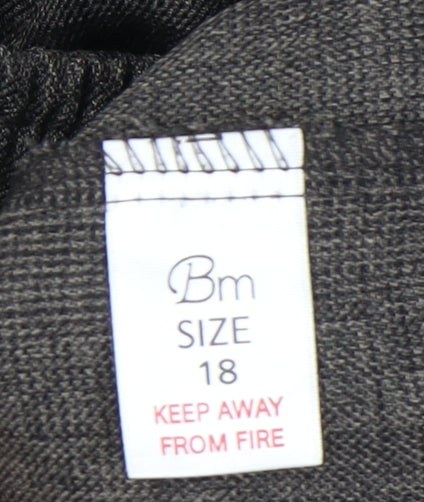 Bm
SIZE
18
KEEP AWAY
FROM FIRE